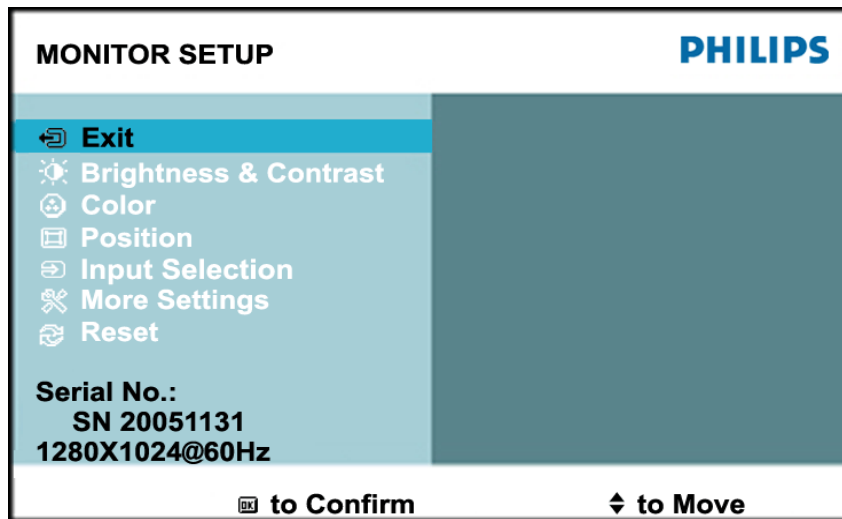 MONITOR SETUP
PHILIPS
Exit
Brightness & Contrast
Color
Position
Input Selection
More Settings
Reset
Serial No.:
SN 20051131
1280X1024@60Hz
OK to Confirm
to Move